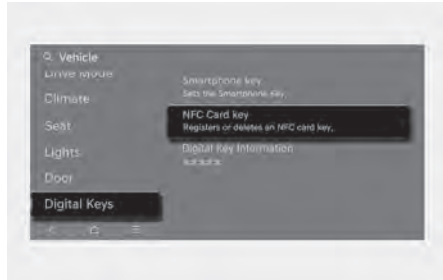 Vehicle
Drive Mode
Climate
Seat
Lights
Door
Digital Keys
Smartphone key
Sets the Smartphone key.
NFC Card key
Registers or deletes an NFC card key.
Digital Key Information